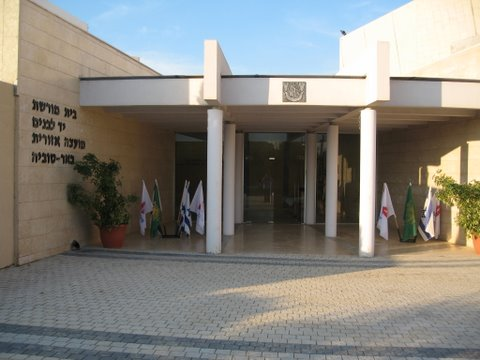 בית מורשת
יד לבנים
מועצה אזורית
באר-טוביה